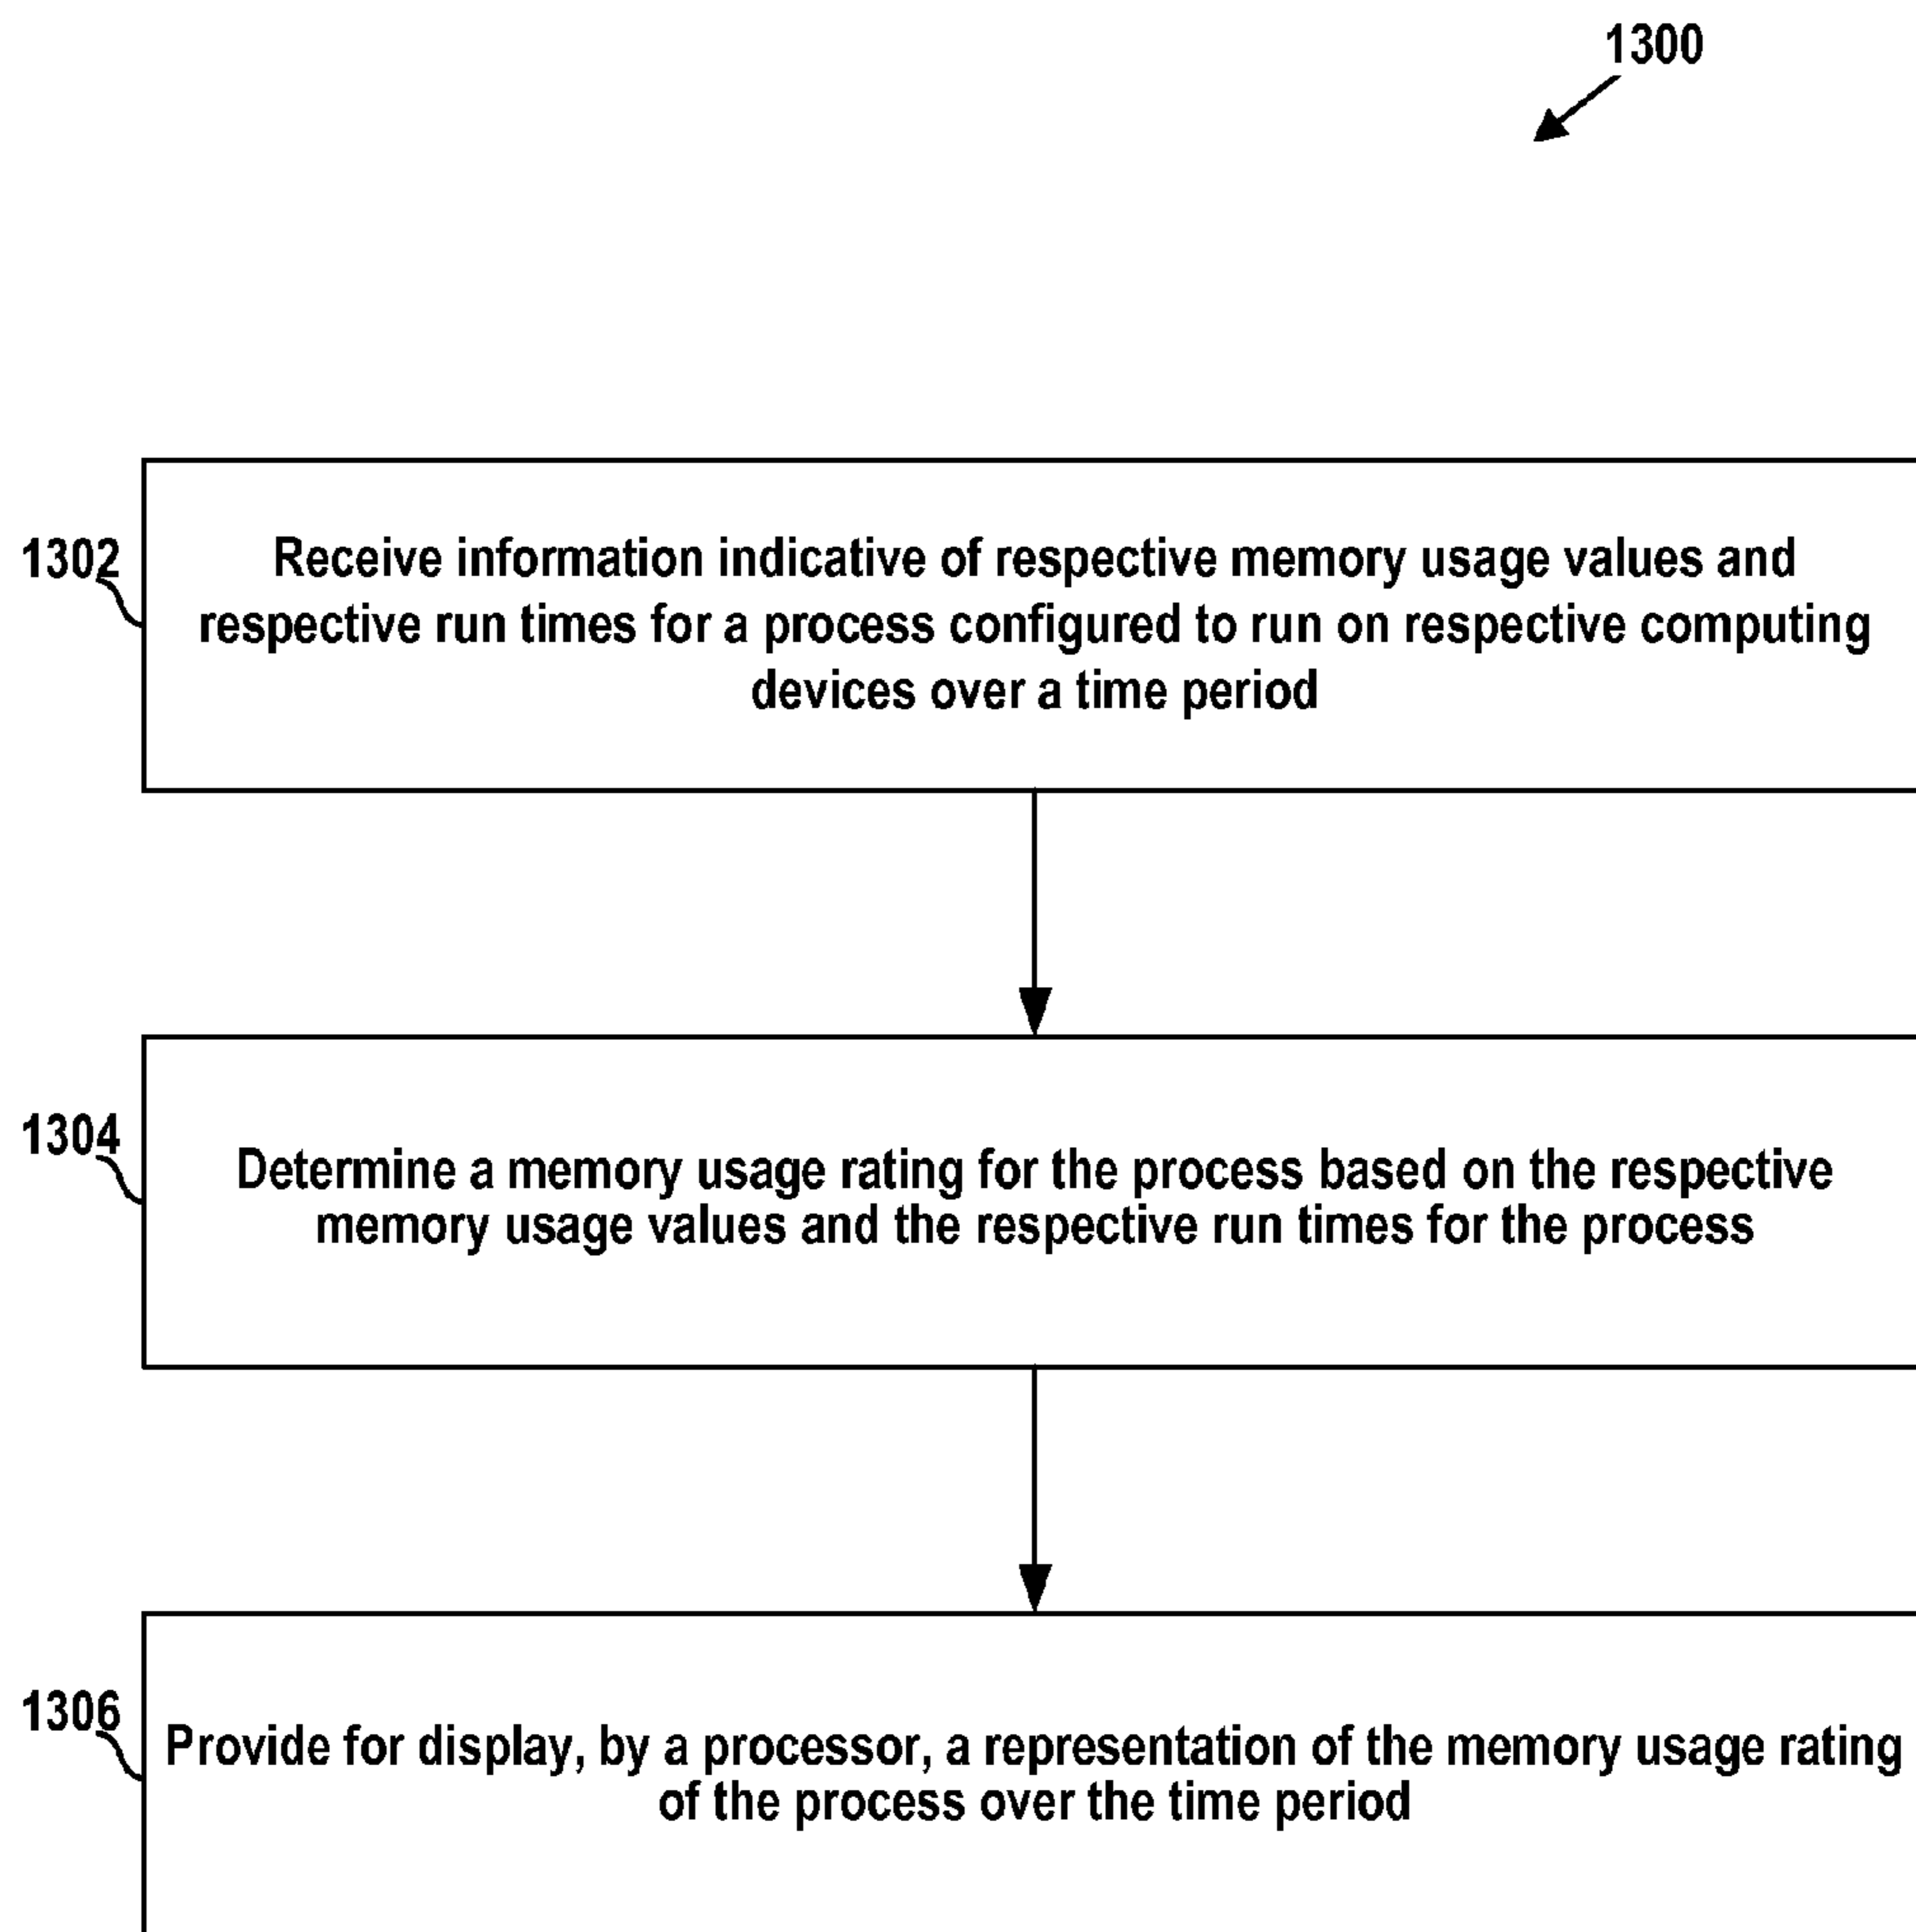 1300
1302
Receive information indicative of respective memory usage values and
respective run times for a process configured to run on respective computing
devices over a time period
1304
Determine a memory usage rating for the process based on the respective
memory usage values and the respective run times for the process
1306
Provide for display, by a processor, a representation of the memory usage rating
of the process over the time period